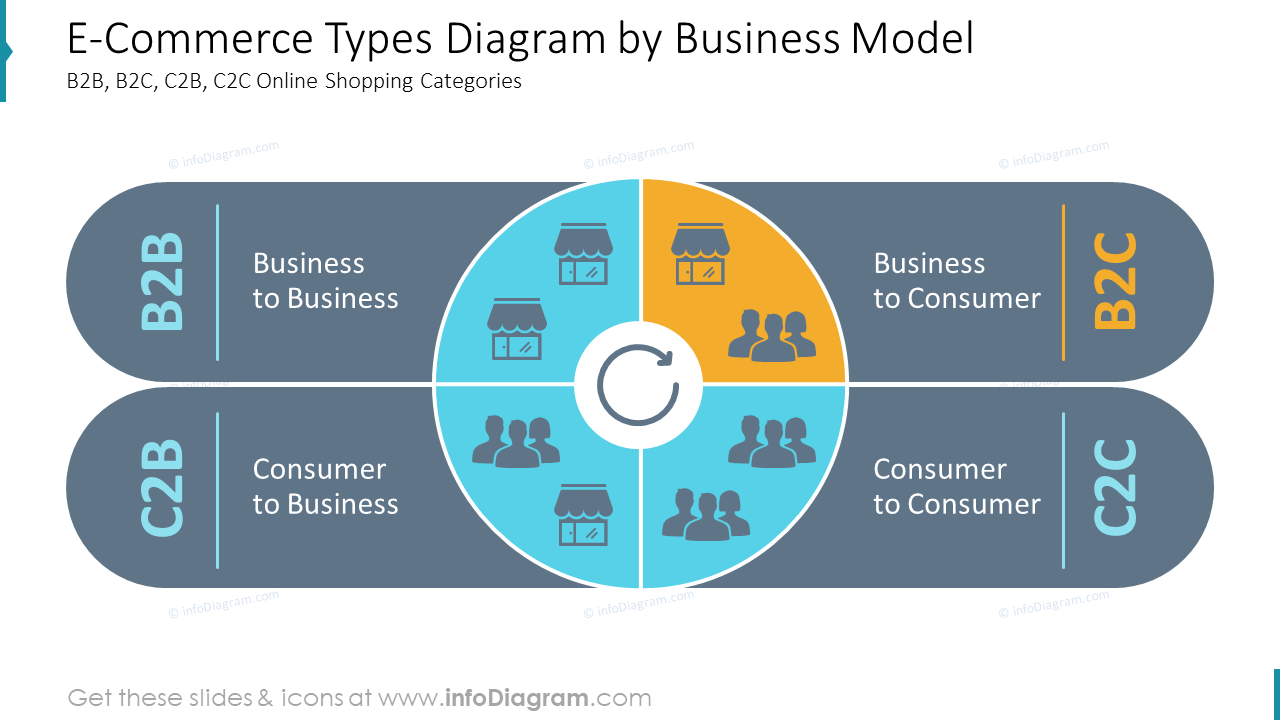 E-Commerce Types Diagram by Business Model
B2B, B2C, C2B, C2C Online Shopping Categories
© infoDiagram.com
© infoDiagram.com
© infoDiagram.com
B2B
Business
to Business
Business
to Consumer
B2C
C2B
Consumer
to Business
Consumer
to Consumer
C2C
© infoDiagram.com
© infoDiagram.com
© infoDiagram.com
Get these slides & icons at www.infoDiagram.com